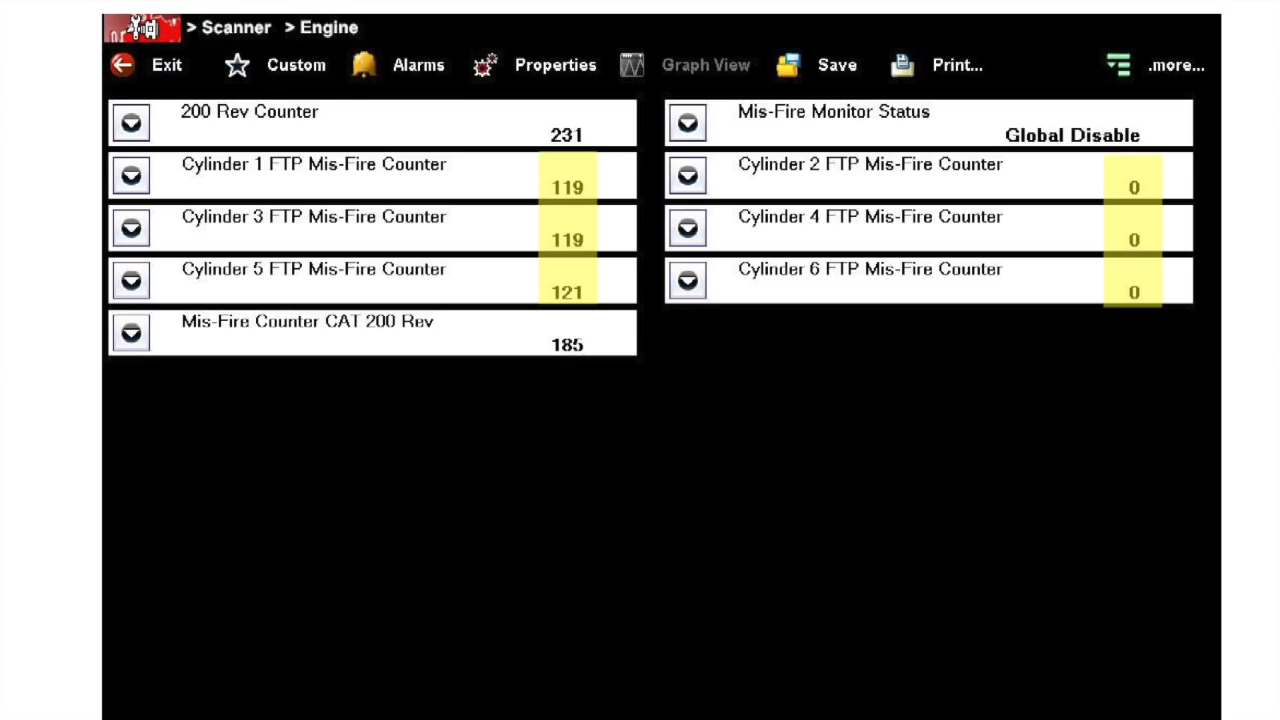 > Scanner > Engine
Exit Custom Alarms Properties Graph View Save Print... .more...
200 Rev Counter
231
Mis-Fire Monitor Status
Global Disable
Cylinder 1 FTP Mis-Fire Counter
119
Cylinder 2 FTP Mis-Fire Counter
0
Cylinder 3 FTP Mis-Fire Counter
119
Cylinder 4 FTP Mis-Fire Counter
0
Cylinder 5 FTP Mis-Fire Counter
121
Cylinder 6 FTP Mis-Fire Counter
0
Mis-Fire Counter CAT 200 Rev
185